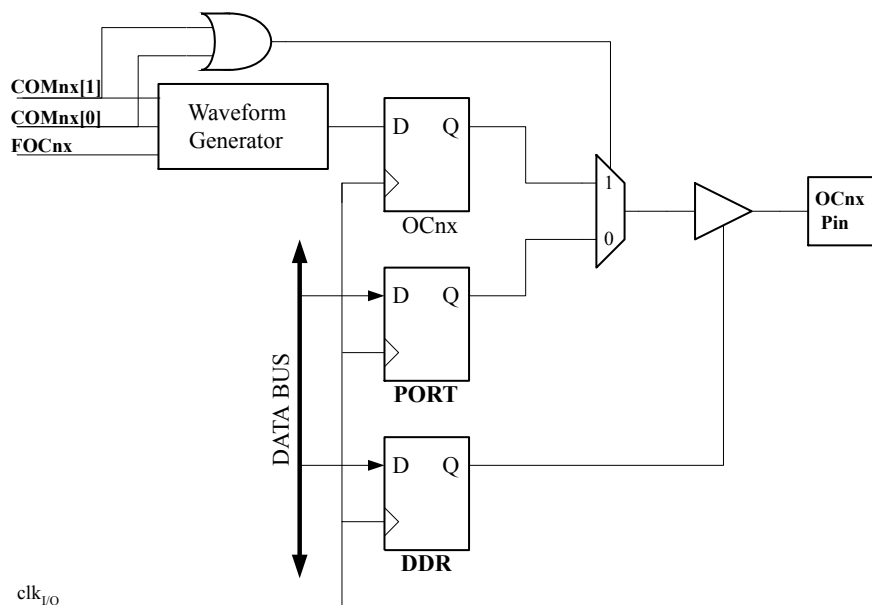 COMnx[1]
COMnx[0]
FOCnx
Waveform
Generator
D Q
OCnx
1
0
OCnx
Pin
D Q
PORT
DATA BUS
D Q
DDR
clkI/O